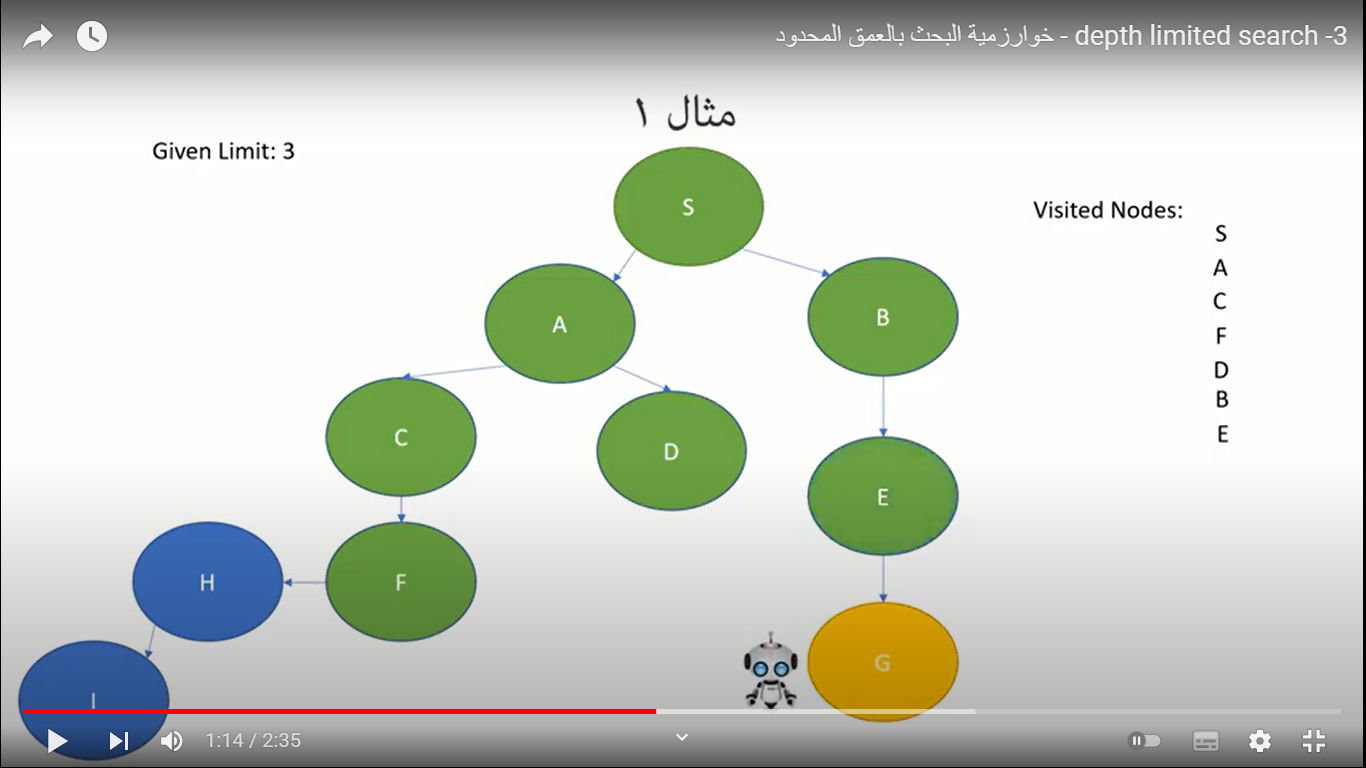 3- depth limited search - خوارزمية البحث بالعمق المحدود
مثال ١
Given Limit: 3
S
Visited Nodes:
S
A
C
F
D
B
E
A
B
C
D
E
H
F
G
I
1:14 / 2:35